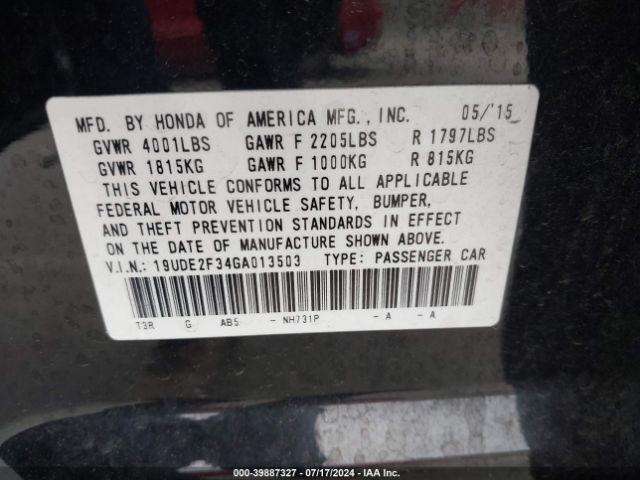 MFD. BY HONDA OF AMERICA MFG., INC. 05/'15
GVWR 4001LBS GAWR F 2205LBS R 1797LBS
GVWR 1815KG GAWR F 1000KG R 815KG
THIS VEHICLE CONFORMS TO ALL APPLICABLE
FEDERAL MOTOR VEHICLE SAFETY, BUMPER,
AND THEFT PREVENTION STANDARDS IN EFFECT
ON THE DATE OF MANUFACTURE SHOWN ABOVE.
V.I.N.: 19UDE2F34GA013503 TYPE: PASSENGER CAR
T3R G AB5 - NH731P - A - A
000-39887327 - 07/17/2024 - IAA Inc.